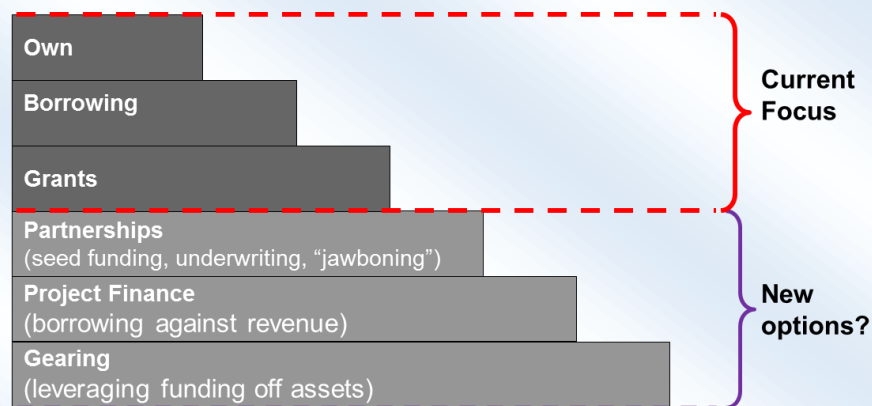 Own
Borrowing
Grants
Partnerships
(seed funding, underwriting, “jawboning”)
Project Finance
(borrowing against revenue)
Gearing
(leveraging funding off assets)
Current
Focus
New
options?